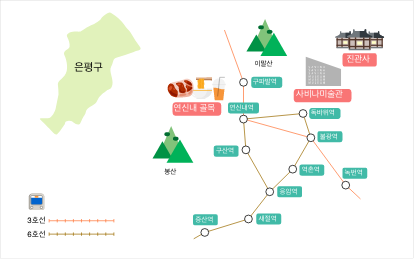 은평구
이말산
진관사
구파발역
사비나미술관
연신내 골목
연신내역
독바위역
불광역
구산역
봉산
역촌역
녹번역
응암역
3호선
증산역
새절역
6호선